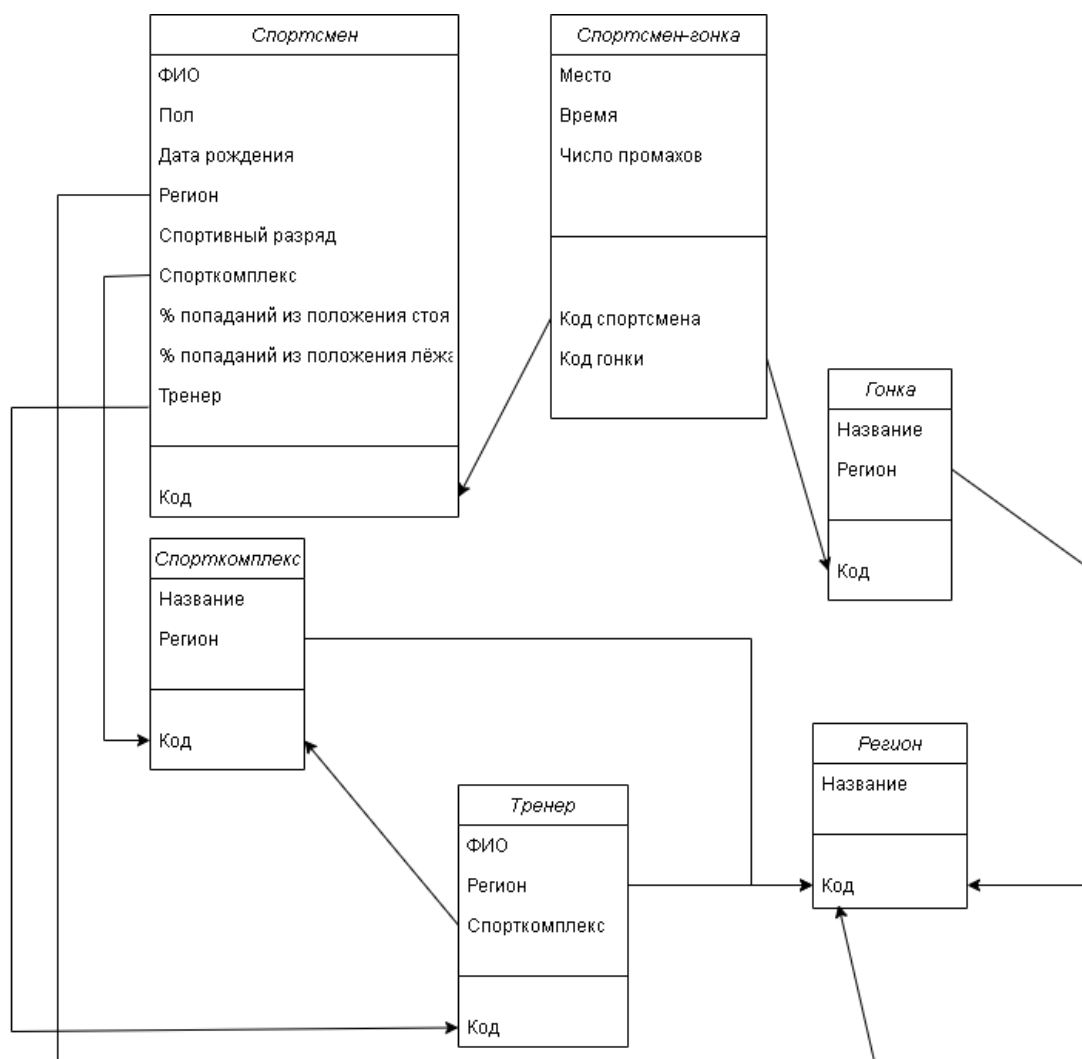 Спортсмен
ФИО
Пол
Дата рождения
Регион
Спортивный разряд
Спорткомплекс
% попаданий из положения стоя
% попаданий из положения лёжа
Тренер
Код
Спортсмен-гонка
Место
Время
Число промахов
Код спортсмена
Код гонки
Гонка
Название
Регион
Код
Спорткомплекс
Название
Регион
Код
Тренер
ФИО
Регион
Спорткомплекс
Код
Регион
Название
Код